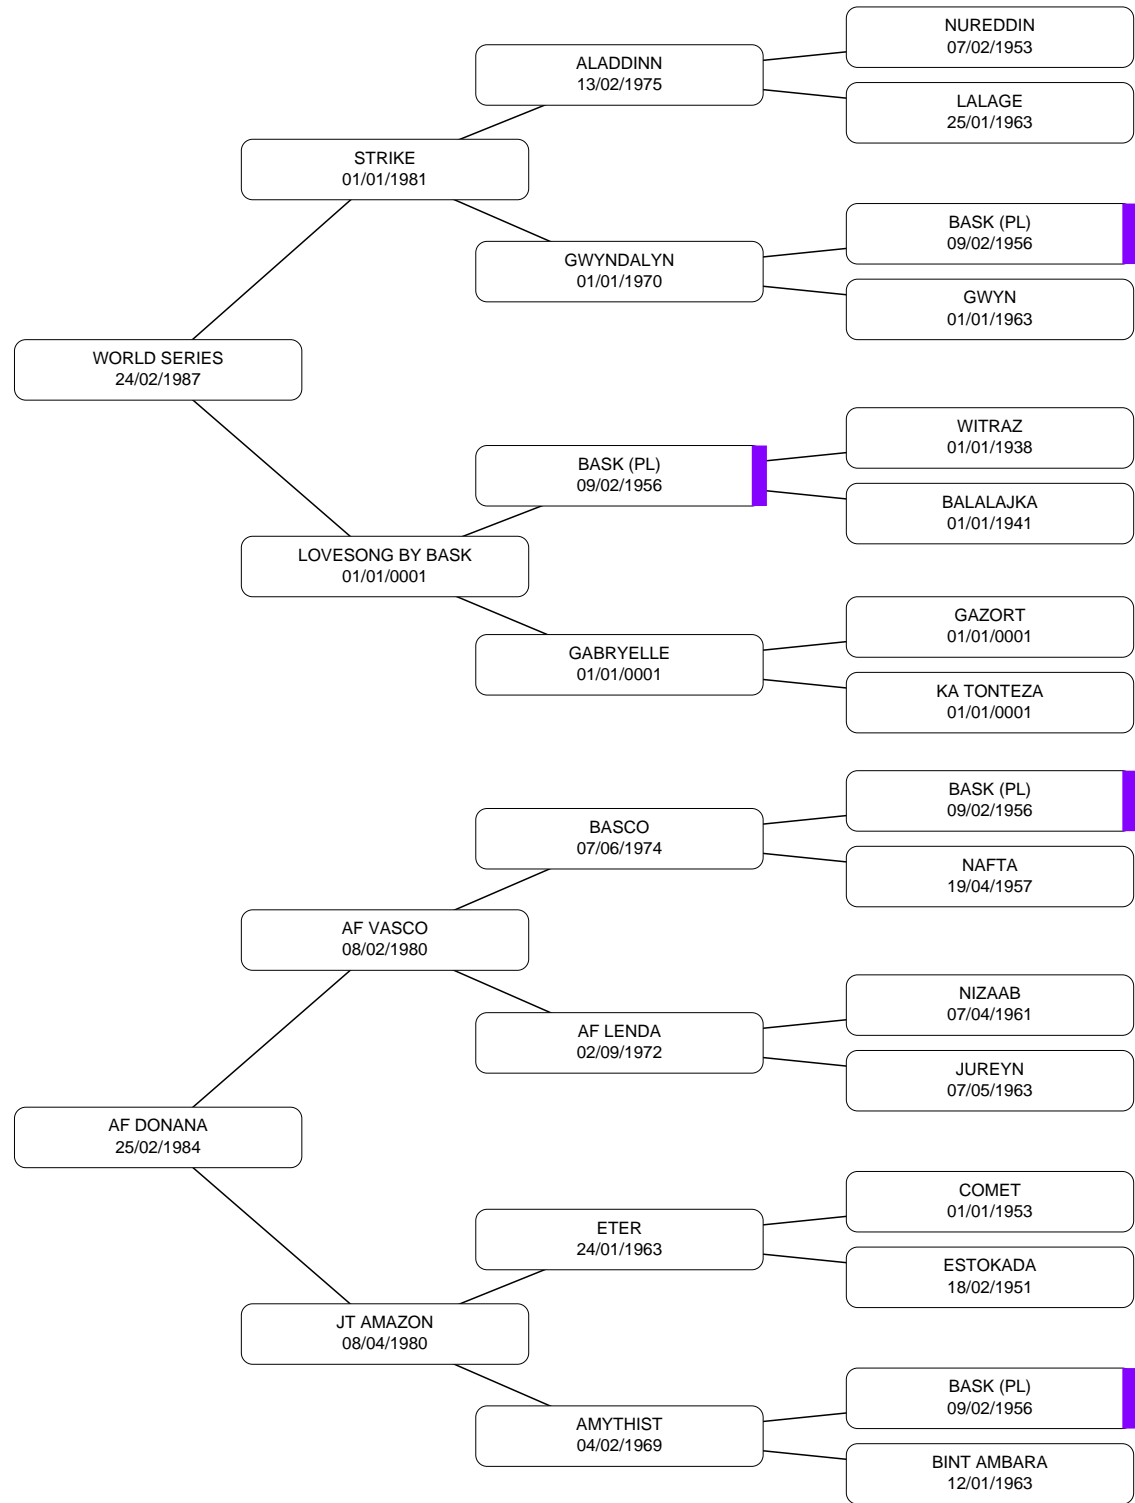 NUREDDIN
07/02/1953
ALADDINN
13/02/1975
LALAGE
25/01/1963
STRIKE
01/01/1981
BASK (PL)
09/02/1956
GWYNDALYN
01/01/1970
GWYN
01/01/1963
WORLD SERIES
24/02/1987
WITRAZ
01/01/1938
BASK (PL)
09/02/1956
BALALAJKA
01/01/1941
LOVESONG BY BASK
01/01/0001
GAZORT
01/01/0001
GABRYELLE
01/01/0001
KA TONTEZA
01/01/0001
BASK (PL)
09/02/1956
BASCO
07/06/1974
NAFTA
19/04/1957
AF VASCO
08/02/1980
NIZAAB
07/04/1961
AF LENDA
02/09/1972
JUREYN
07/05/1963
AF DONANA
25/02/1984
COMET
01/01/1953
ETER
24/01/1963
ESTOKADA
18/02/1951
JT AMAZON
08/04/1980
BASK (PL)
09/02/1956
AMYTHIST
04/02/1969
BINT AMBARA
12/01/1963